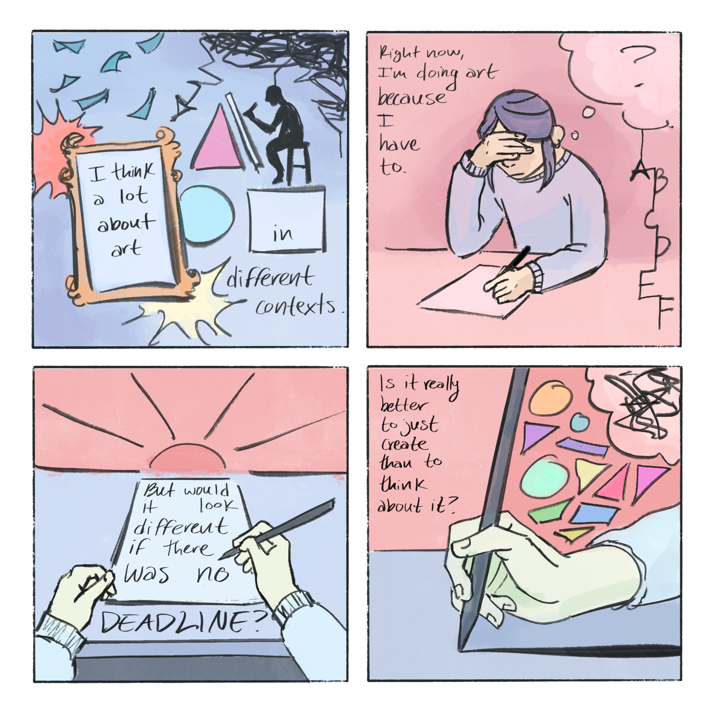 I think
a lot
about
art
in
different
contexts.
Right now,
I'm doing art
because
I
have
to.
?
A
B
C
D
E
F
But would
it look
different
if there
was no
DEADLINE?
Is it really
better
to just
create
than to
think
about it?